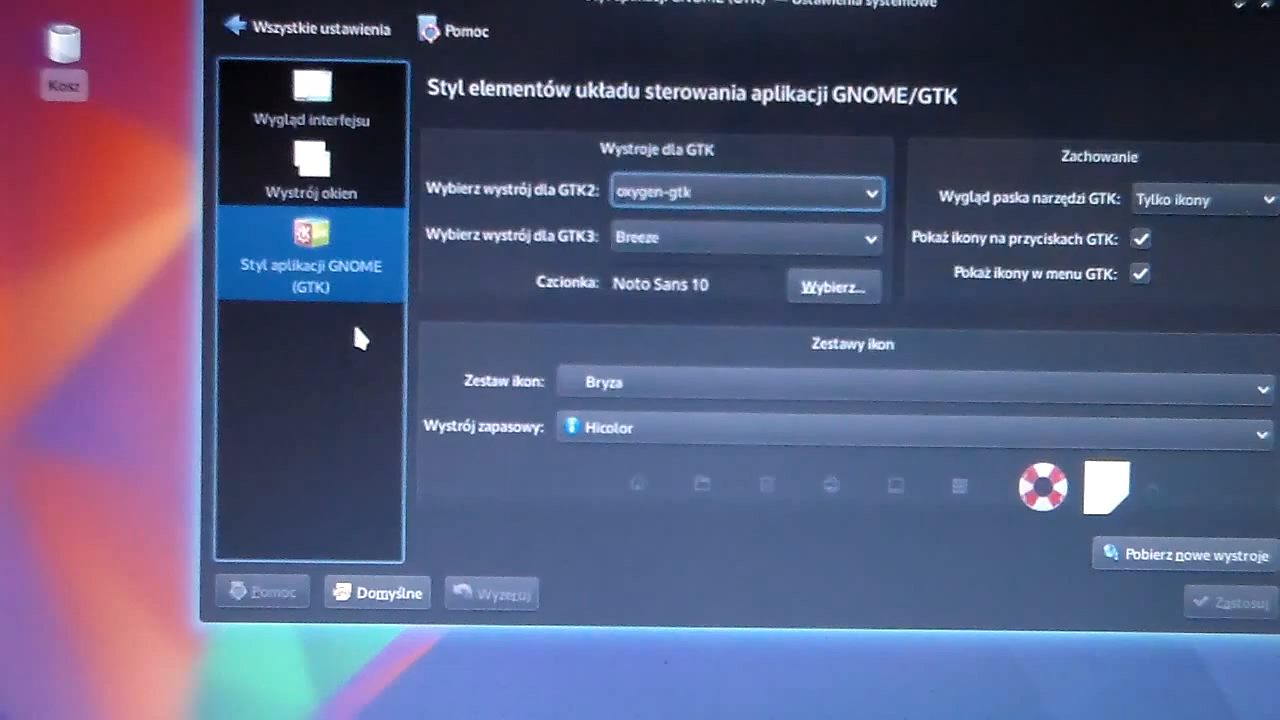 Ustawienia systemowe
Wszystkie ustawienia
Pomoc
Kosz
Wygląd interfejsu
Wystrój okien
Styl aplikacji GNOME
(GTK)
Styl elementów układu sterowania aplikacji GNOME/GTK
Wystroje dla GTK
Wybierz wystrój dla GTK2: oxygen-gtk
Wybierz wystrój dla GTK3: Breeze
Czcionka: Noto Sans 10 Wybierz...
Zachowanie
Wygląd paska narzędzi GTK: Tylko ikony
Pokaż ikony na przyciskach GTK:
Pokaż ikony w menu GTK:
Zestawy ikon
Zestaw ikon: Bryza
Wystrój zapasowy: Hicolor
Pobierz nowe wystroje
Pomoc Domyślne Wyzeruj Zastosuj